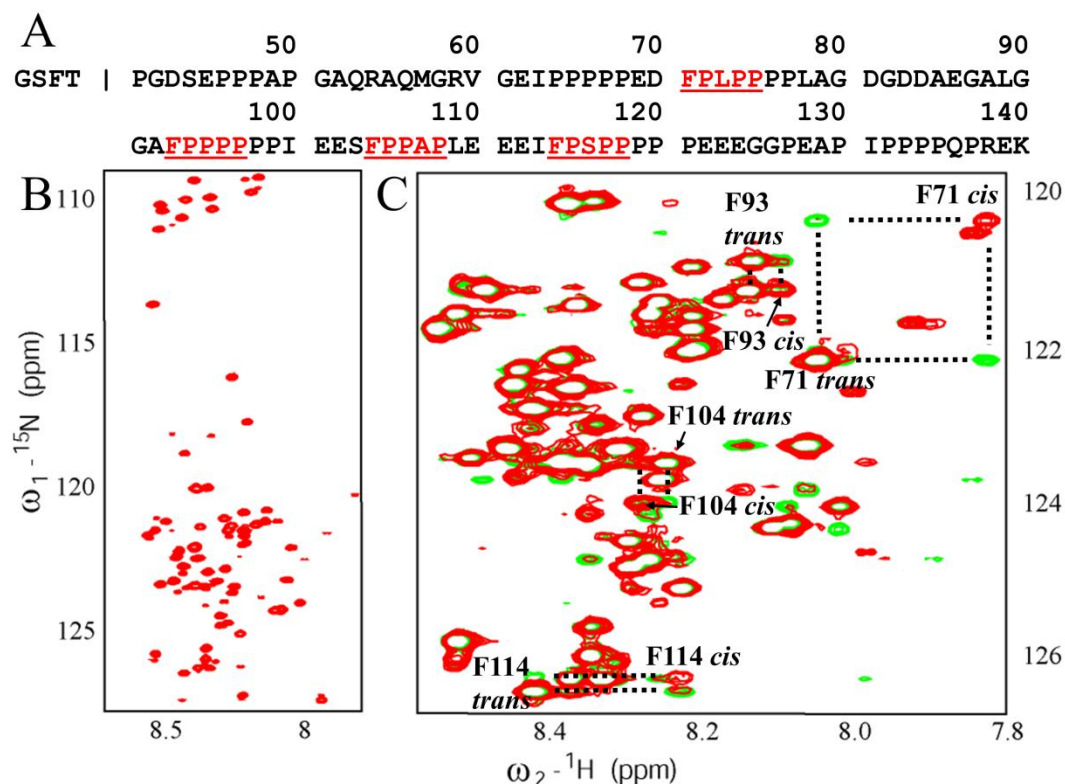 A
50 60 70 80 90
GSFT | PGDSEPPPAP GAQRAQMGRV GEIPPPPPED FPLPPPPLAG DGDDAEGALG
100 110 120 130 140
GAFPPPPPPI EESFPPAPLE EEIFPSPPPP PEEEGGPEAP IPPPPQPREK
B
110
115
120
125
ω1 - 15N (ppm)
8.5 8
C
120
122
124
126
F93 trans
F71 cis
F93 cis
F71 trans
F104 trans
F104 cis
F114 cis
F114 trans
8.4 8.2 8.0 7.8
ω2 - 1H (ppm)